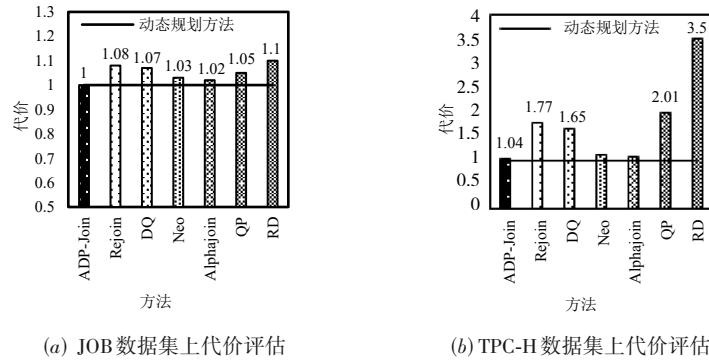 1.3
1.2
1.1
1
0.9
0.8
0.7
0.6
0.5
代价
动态规划方法
1
1.08
1.07
1.03
1.02
1.05
1.1
ADP-Join
Rejoin
DQ
Neo
Alphajoin
QP
RD
方法
(a) JOB数据集上代价评估
4
3.5
3
2.5
2
1.5
1
0.5
0
代价
动态规划方法
1.04
1.77
1.65
2.01
3.5
ADP-Join
Rejoin
DQ
Neo
Alphajoin
QP
RD
方法
(b) TPC-H数据集上代价评估